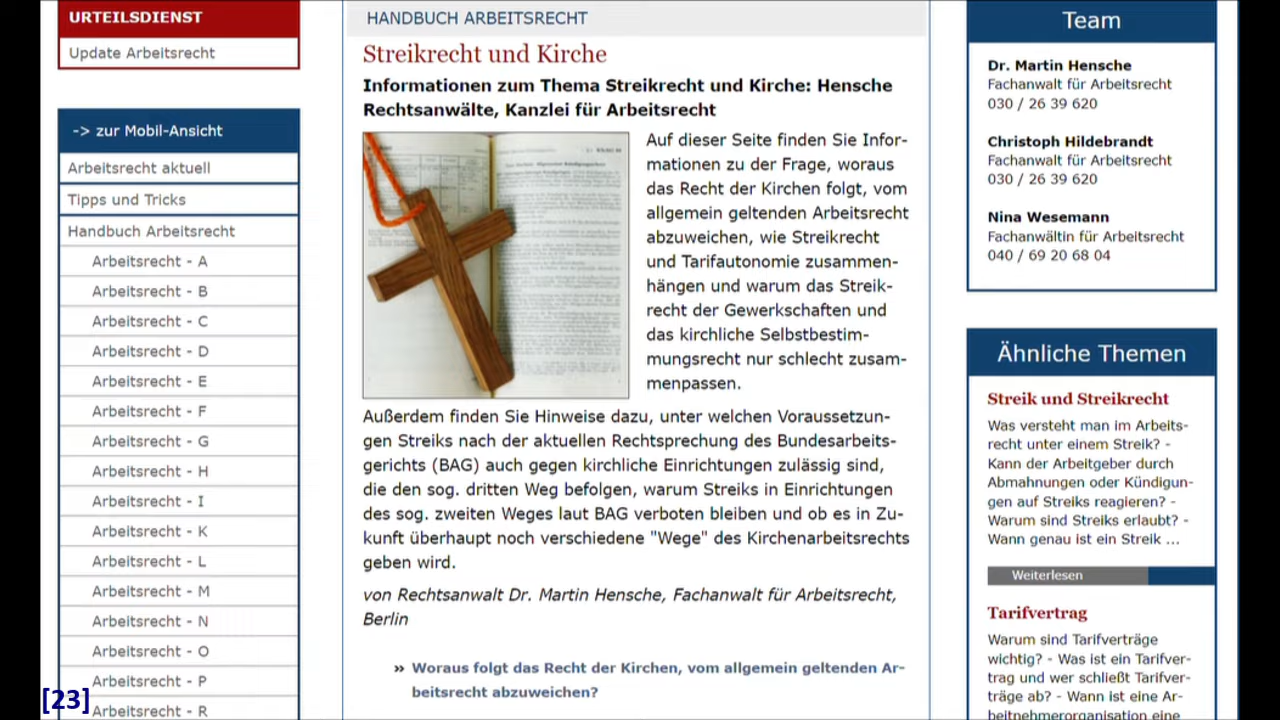 URTEILSDIENST
Update Arbeitsrecht
-> zur Mobil-Ansicht
Arbeitsrecht aktuell
Tipps und Tricks
Handbuch Arbeitsrecht
Arbeitsrecht - A
Arbeitsrecht - B
Arbeitsrecht - C
Arbeitsrecht - D
Arbeitsrecht - E
Arbeitsrecht - F
Arbeitsrecht - G
Arbeitsrecht - H
Arbeitsrecht - I
Arbeitsrecht - K
Arbeitsrecht - L
Arbeitsrecht - M
Arbeitsrecht - N
Arbeitsrecht - O
Arbeitsrecht - P
Arbeitsrecht - R
[23]
HANDBUCH ARBEITSRECHT
Streikrecht und Kirche
Informationen zum Thema Streikrecht und Kirche: Hensche
Rechtsanwälte, Kanzlei für Arbeitsrecht
Auf dieser Seite finden Sie Infor-
mationen zu der Frage, woraus
das Recht der Kirchen folgt, vom
allgemein geltenden Arbeitsrecht
abzuweichen, wie Streikrecht
und Tarifautonomie zusammen-
hängen und warum das Streik-
recht der Gewerkschaften und
das kirchliche Selbstbestim-
mungsrecht nur schlecht zusam-
menpassen.
Außerdem finden Sie Hinweise dazu, unter welchen Voraussetzun-
gen Streiks nach der aktuellen Rechtsprechung des Bundesarbeits-
gerichts (BAG) auch gegen kirchliche Einrichtungen zulässig sind,
die den sog. dritten Weg befolgen, warum Streiks in Einrichtungen
des sog. zweiten Weges laut BAG verboten bleiben und ob es in Zu-
kunft überhaupt noch verschiedene "Wege" des Kirchenarbeitsrechts
geben wird.
von Rechtsanwalt Dr. Martin Hensche, Fachanwalt für Arbeitsrecht,
Berlin
» Woraus folgt das Recht der Kirchen, vom allgemein geltenden Ar-
beitsrecht abzuweichen?
Team
Dr. Martin Hensche
Fachanwalt für Arbeitsrecht
030 / 26 39 620
Christoph Hildebrandt
Fachanwalt für Arbeitsrecht
030 / 26 39 620
Nina Wesemann
Fachanwältin für Arbeitsrecht
040 / 69 20 68 04
Ähnliche Themen
Streik und Streikrecht
Was versteht man im Arbeits-
recht unter einem Streik? -
Kann der Arbeitgeber durch
Abmahnungen oder Kündigun-
gen auf Streiks reagieren? -
Warum sind Streiks erlaubt? -
Wann genau ist ein Streik ...
Weiterlesen
Tarifvertrag
Warum sind Tarifverträge
wichtig? - Was ist ein Tarifver-
trag und wer schließt Tarifver-
träge ab? - Wann ist eine Ar-
beitnehmerorganisation eine